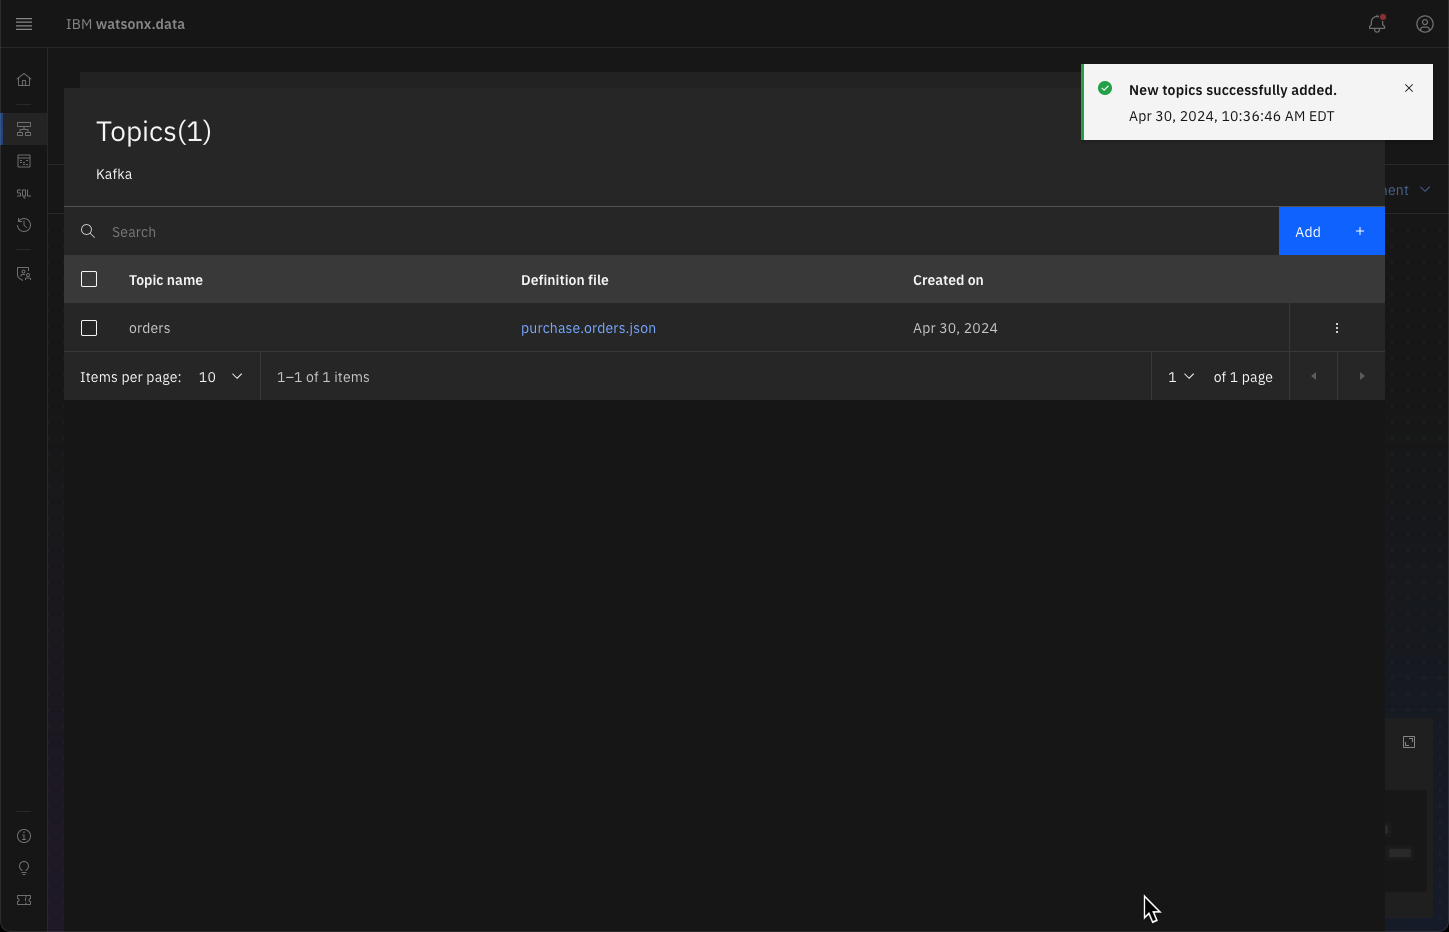 IBM watsonx.data
New topics successfully added.
Apr 30, 2024, 10:36:46 AM EDT
Topics(1)
Kafka
SQL
Search
Add +
Topic name Definition file Created on
orders purchase.orders.json Apr 30, 2024
Items per page: 10 1–1 of 1 items 1 of 1 page